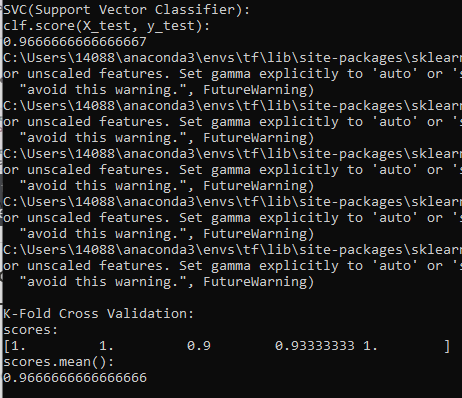 SVC(Support Vector Classifier):
clf.score(X_test, y_test):
0.9666666666666667
C:\Users\14088\anaconda3\envs\tf\lib\site-packages\sklearn
or unscaled features. Set gamma explicitly to 'auto' or 's
"avoid this warning.", FutureWarning)
C:\Users\14088\anaconda3\envs\tf\lib\site-packages\sklearn
or unscaled features. Set gamma explicitly to 'auto' or 's
"avoid this warning.", FutureWarning)
C:\Users\14088\anaconda3\envs\tf\lib\site-packages\sklearn
or unscaled features. Set gamma explicitly to 'auto' or 's
"avoid this warning.", FutureWarning)
C:\Users\14088\anaconda3\envs\tf\lib\site-packages\sklearn
or unscaled features. Set gamma explicitly to 'auto' or 's
"avoid this warning.", FutureWarning)
C:\Users\14088\anaconda3\envs\tf\lib\site-packages\sklearn
or unscaled features. Set gamma explicitly to 'auto' or 's
"avoid this warning.", FutureWarning)
K-Fold Cross Validation:
scores:
[1. 1. 0.9 0.93333333 1. ]
scores.mean():
0.9666666666666666